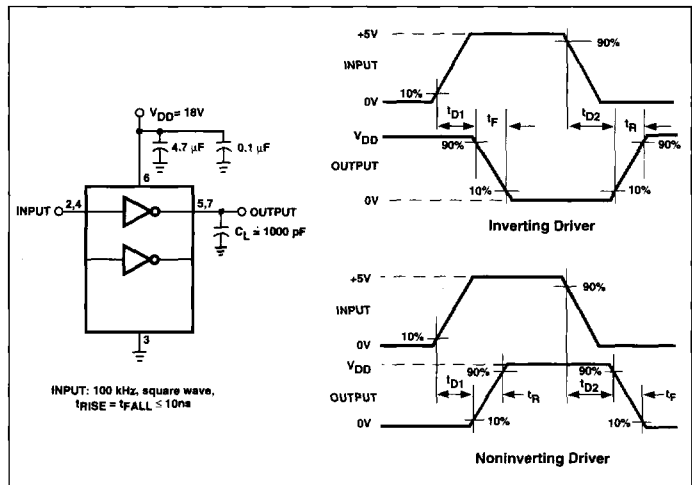 VDD = 18V
4.7 µF
0.1 µF
6
INPUT
2,4
5,7
OUTPUT
CL ≅ 1000 pF
3
INPUT: 100 kHz, square wave,
tRISE = tFALL ≤ 10ns
+5V
INPUT
90%
10%
0V
tD1
tF
tD2
tR
VDD
90%
90%
OUTPUT
10%
10%
0V
Inverting Driver
+5V
INPUT
90%
10%
0V
VDD
tD1
90%
tR
90%
tD2
tF
OUTPUT
10%
10%
0V
Noninverting Driver